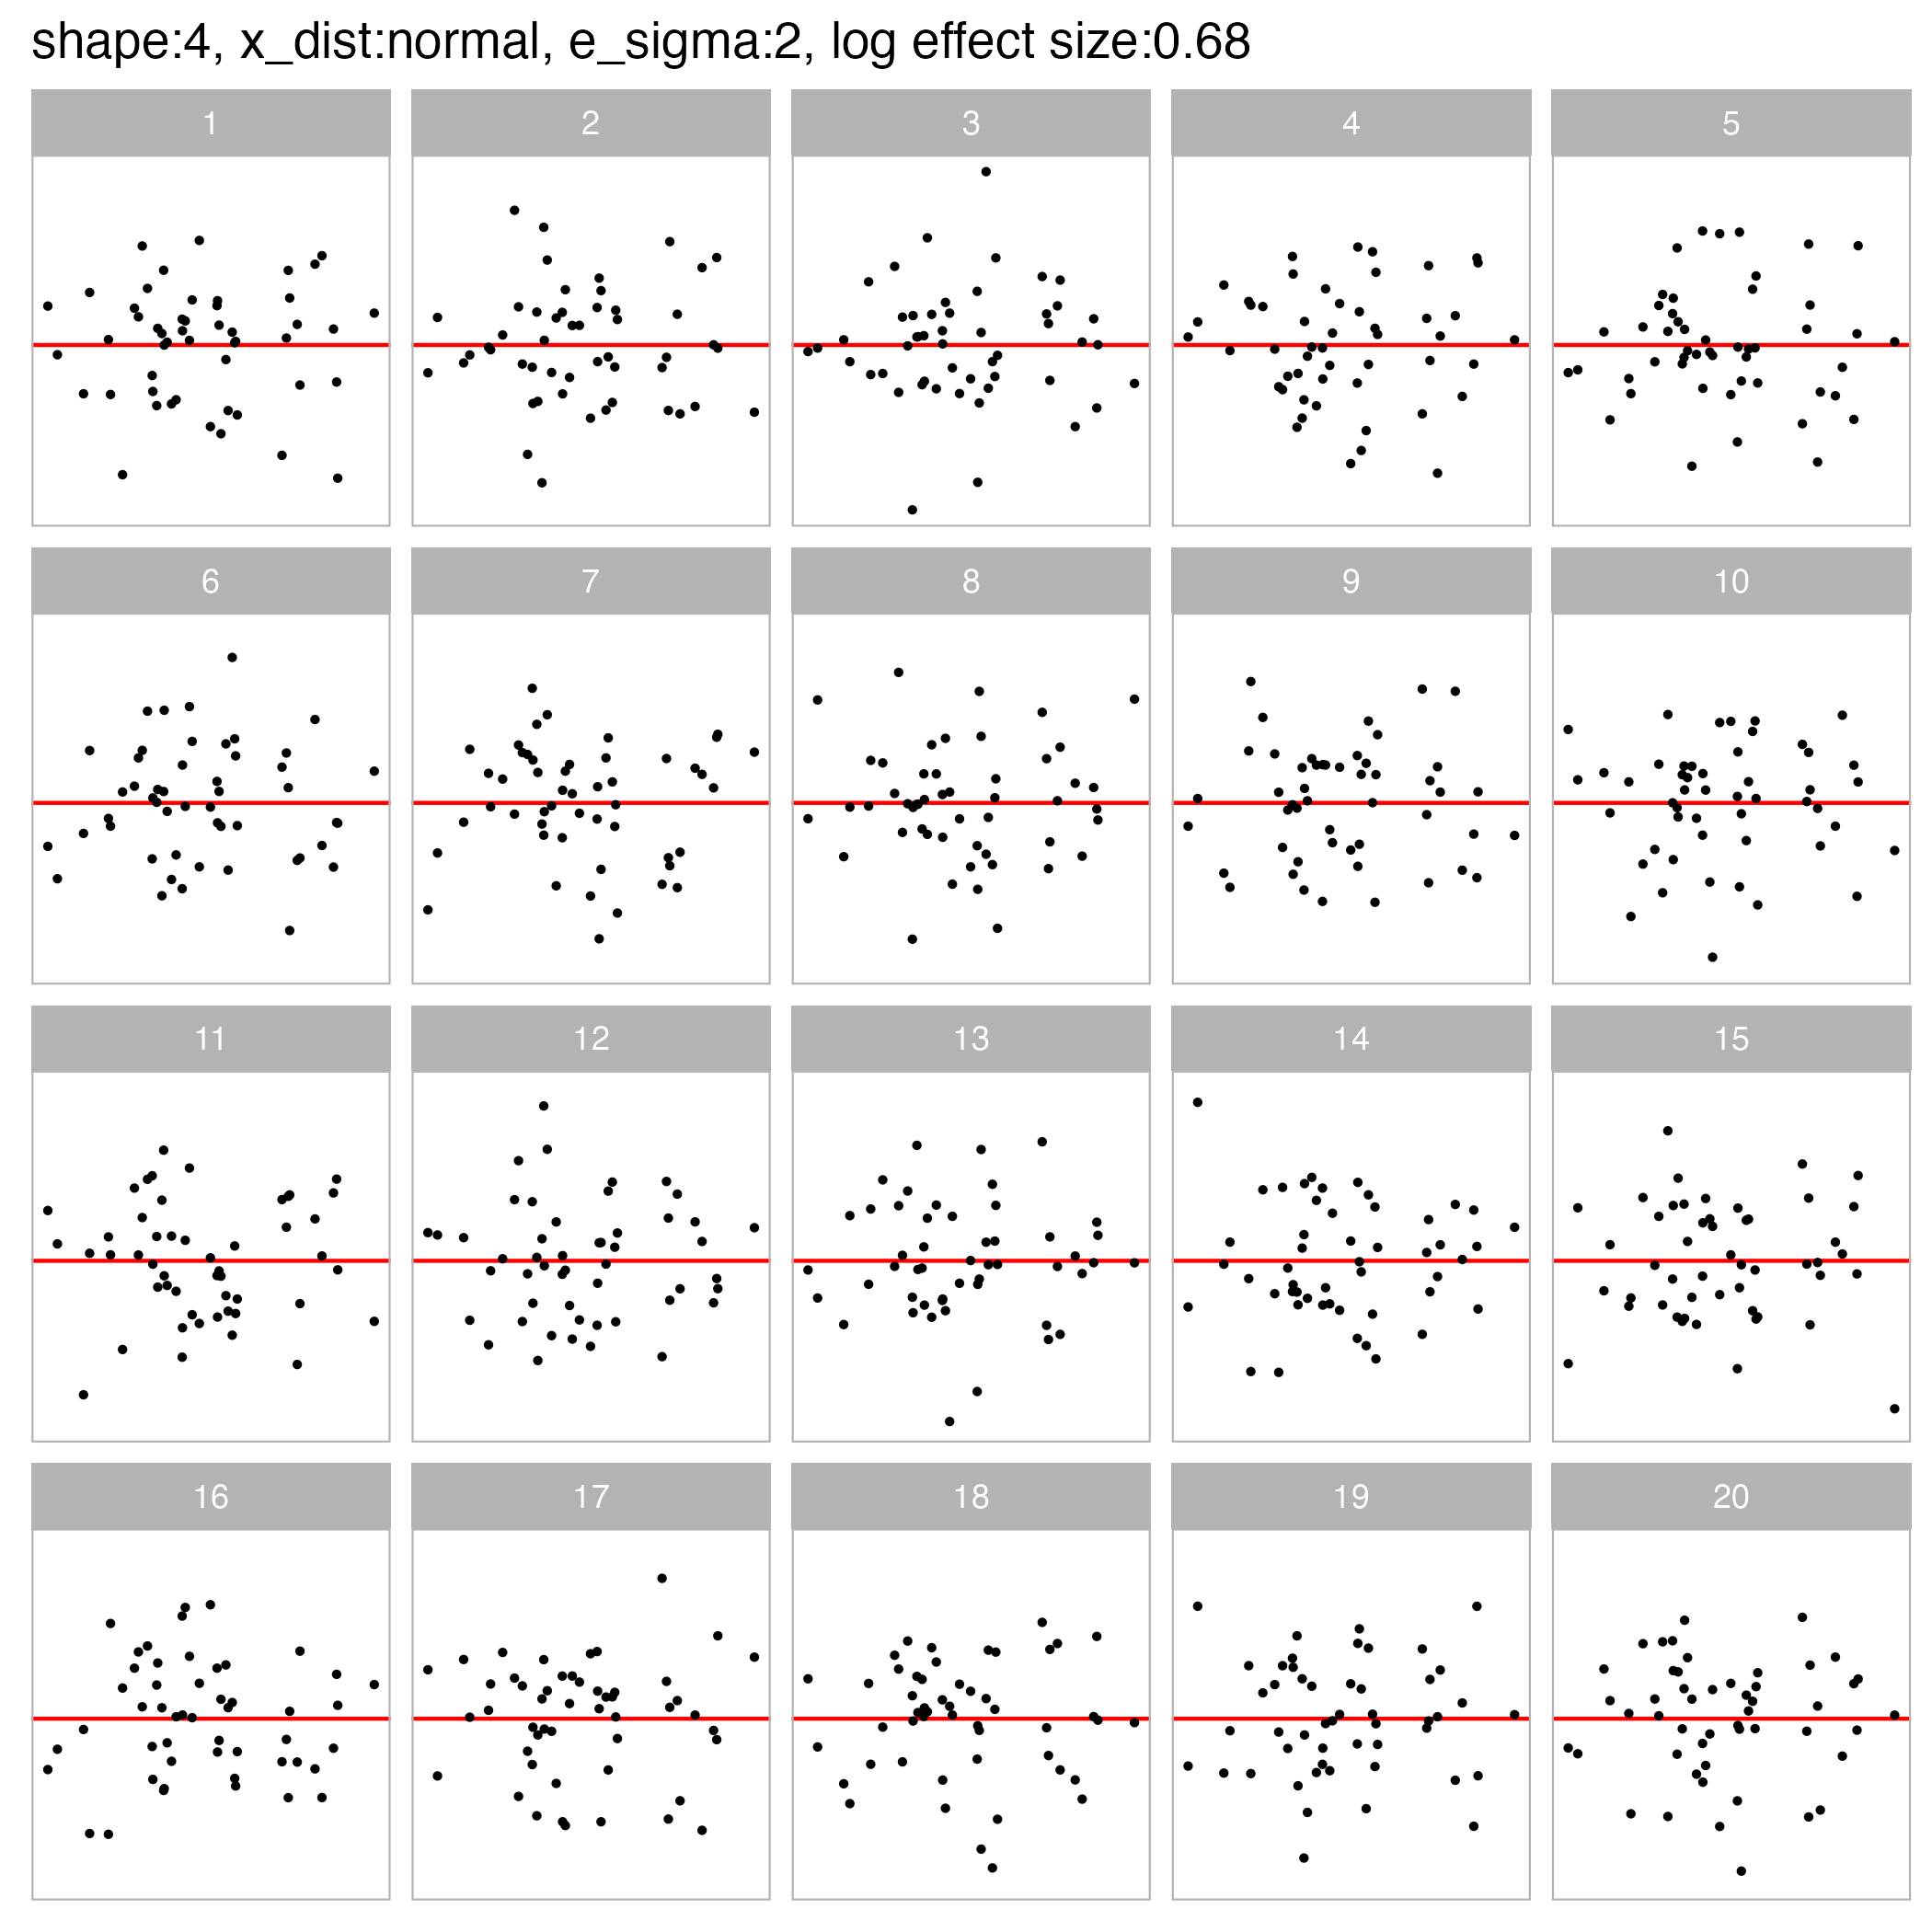 shape:4, x_dist:normal, e_sigma:2, log effect size:0.68
1 2 3 4 5
6 7 8 9 10
11 12 13 14 15
16 17 18 19 20